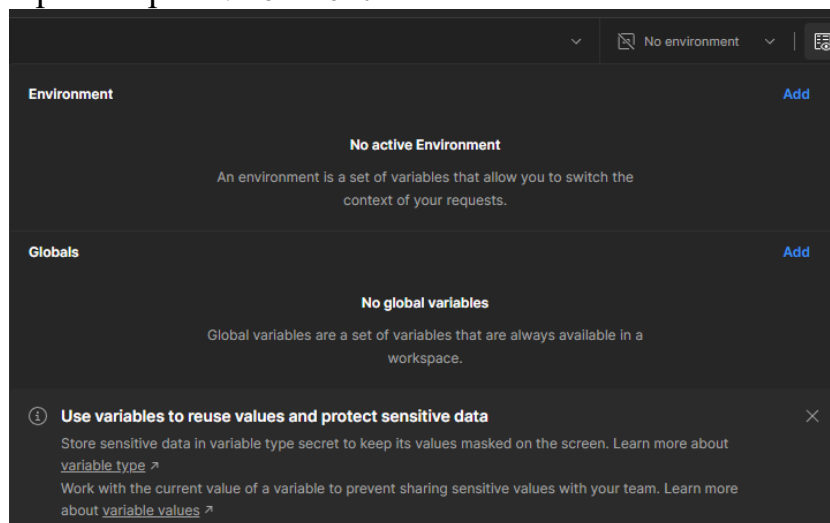 No environment
Environment
Add
No active Environment
An environment is a set of variables that allow you to switch the
context of your requests.
Globals
Add
No global variables
Global variables are a set of variables that are always available in a
workspace.
Use variables to reuse values and protect sensitive data
Store sensitive data in variable type secret to keep its values masked on the screen. Learn more about
variable type ↗
Work with the current value of a variable to prevent sharing sensitive values with your team. Learn more
about variable values ↗